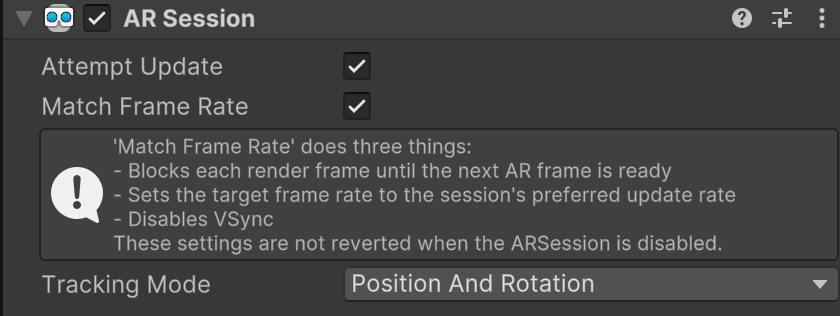 AR Session
Attempt Update
Match Frame Rate
'Match Frame Rate' does three things:
- Blocks each render frame until the next AR frame is ready
- Sets the target frame rate to the session's preferred update rate
- Disables VSync
These settings are not reverted when the ARSession is disabled.
Tracking Mode Position And Rotation